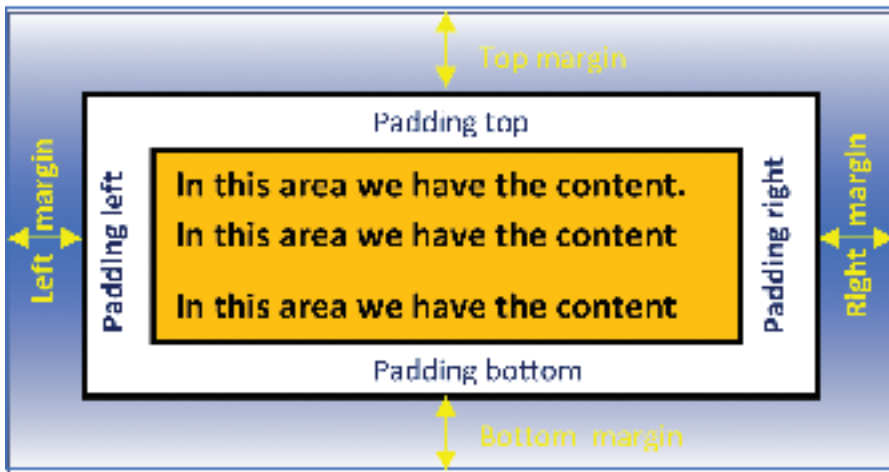 Top margin
Padding top
Left margin
Padding left
In this area we have the content.
In this area we have the content
In this area we have the content
Padding right
Right margin
Padding bottom
Bottom margin